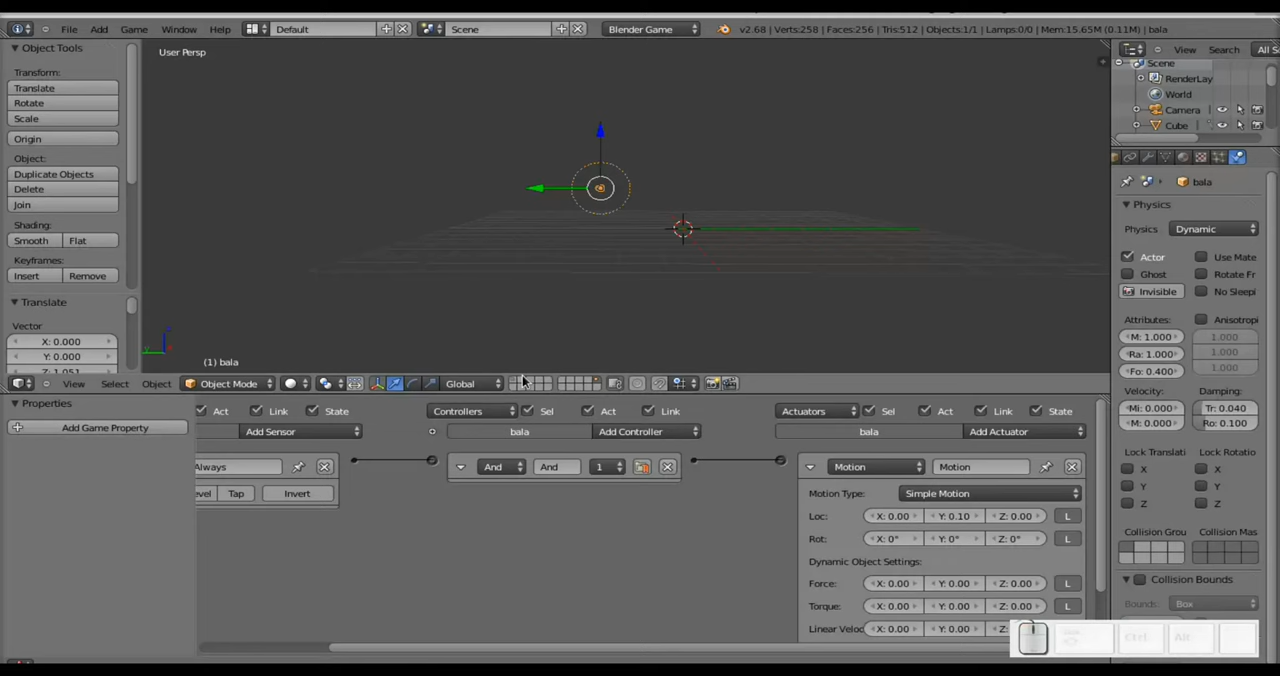 File Add Game Window Help Default Scene Blender Game v2.68 | Verts:258 | Faces:256 | Tris:512 | Objects:1/1 | Lamps:0/0 | Mem:15.65M (0.11M) | bala
Object Tools
Transform:
Translate
Rotate
Scale
Origin
Object:
Duplicate Objects
Delete
Join
Shading:
Smooth Flat
Keyframes:
Insert Remove
Translate
Vector
X: 0.000
Y: 0.000
Z: 1.051
User Persp
(1) bala
View Select Object Object Mode Global
View Search All S
Scene
RenderLay
World
Camera
Cube
bala
Physics
Physics Dynamic
Actor Use Mate
Ghost Rotate Fr
Invisible No Sleepi
Attributes: Anisotropi
M: 1.000 1.000
Ra: 1.000 1.000
Fo: 0.400 1.000
Velocity: Damping:
Mi: 0.000 Tr: 0.040
M: 0.000 Ro: 0.100
Lock Translati Lock Rotatio
X X
Y Y
Z Z
Collision Grou Collision Mas
Collision Bounds
Bounds: Box
Properties
Add Game Property
Act Link State Controllers Sel Act Link Actuators Sel Act Link State
Add Sensor bala Add Controller bala Add Actuator
Always And And 1 Motion Motion
evel Tap Invert
Motion Type: Simple Motion
Loc: X: 0.00 Y: 0.10 Z: 0.00 L
Rot: X: 0° Y: 0° Z: 0° L
Dynamic Object Settings:
Force: X: 0.00 Y: 0.00 Z: 0.00 L
Torque: X: 0.00 Y: 0.00 Z: 0.00 L
Linear Veloc X: 0.00 Y: 0.00 Z:
Ctrl Alt